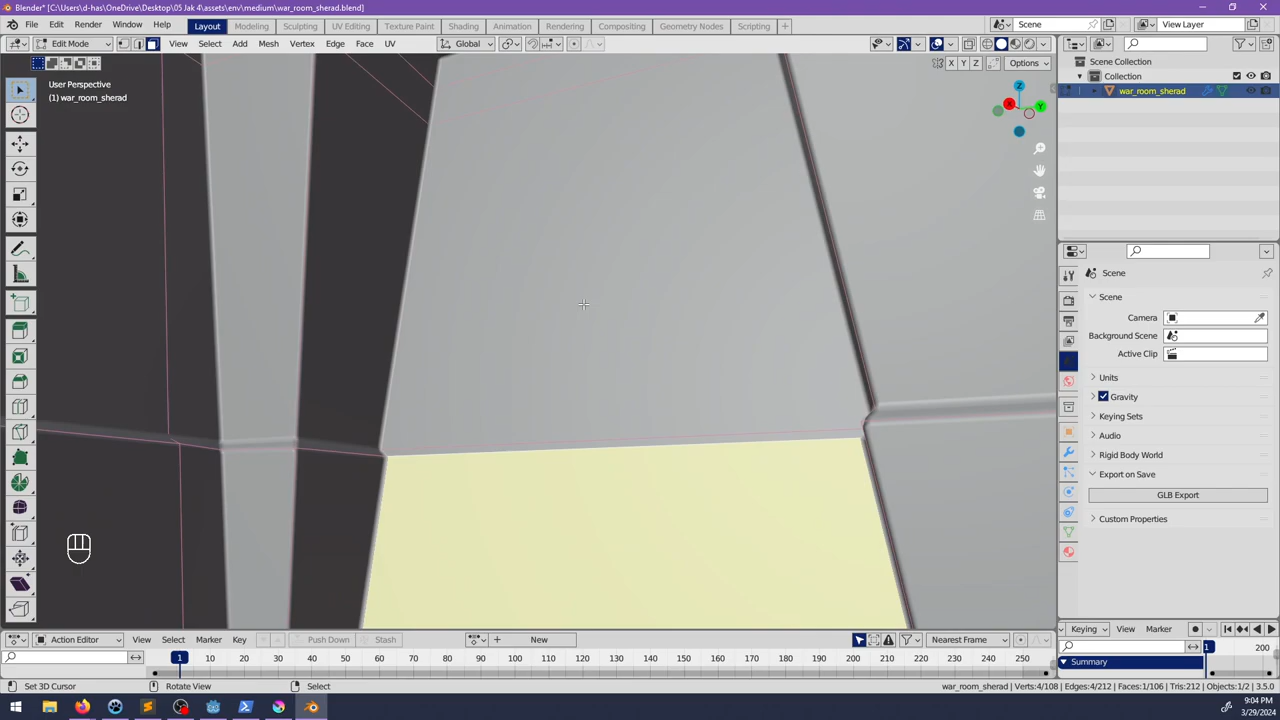 Blender* [C:\Users\d-has\OneDrive\Desktop\05 Jak 4\assets\env\medium\war_room_sherad.blend]
File Edit Render Window Help Layout Modeling Sculpting UV Editing Texture Paint Shading Animation Rendering Compositing Geometry Nodes Scripting Scene View Layer
Edit Mode View Select Add Mesh Vertex Edge Face UV Global
X Y Z Options
User Perspective
(1) war_room_sherad
Z
X Y
Scene Collection
Collection
war_room_sherad
Scene
Scene
Camera
Background Scene
Active Clip
Units
Gravity
Keying Sets
Audio
Rigid Body World
Export on Save
GLB Export
Custom Properties
Action Editor View Select Marker Key Push Down Stash New Nearest Frame
Keying View Marker
1 10 20 30 40 50 60 70 80 90 100 110 120 130 140 150 160 170 180 190 200 210 220 230 240 250
1 200
Summary
Set 3D Cursor Rotate View Select war_room_sherad | Verts:4/108 | Edges:4/212 | Faces:1/106 | Tris:212 | Objects:1/2 | 3.5.0
9:04 PM
3/29/2024